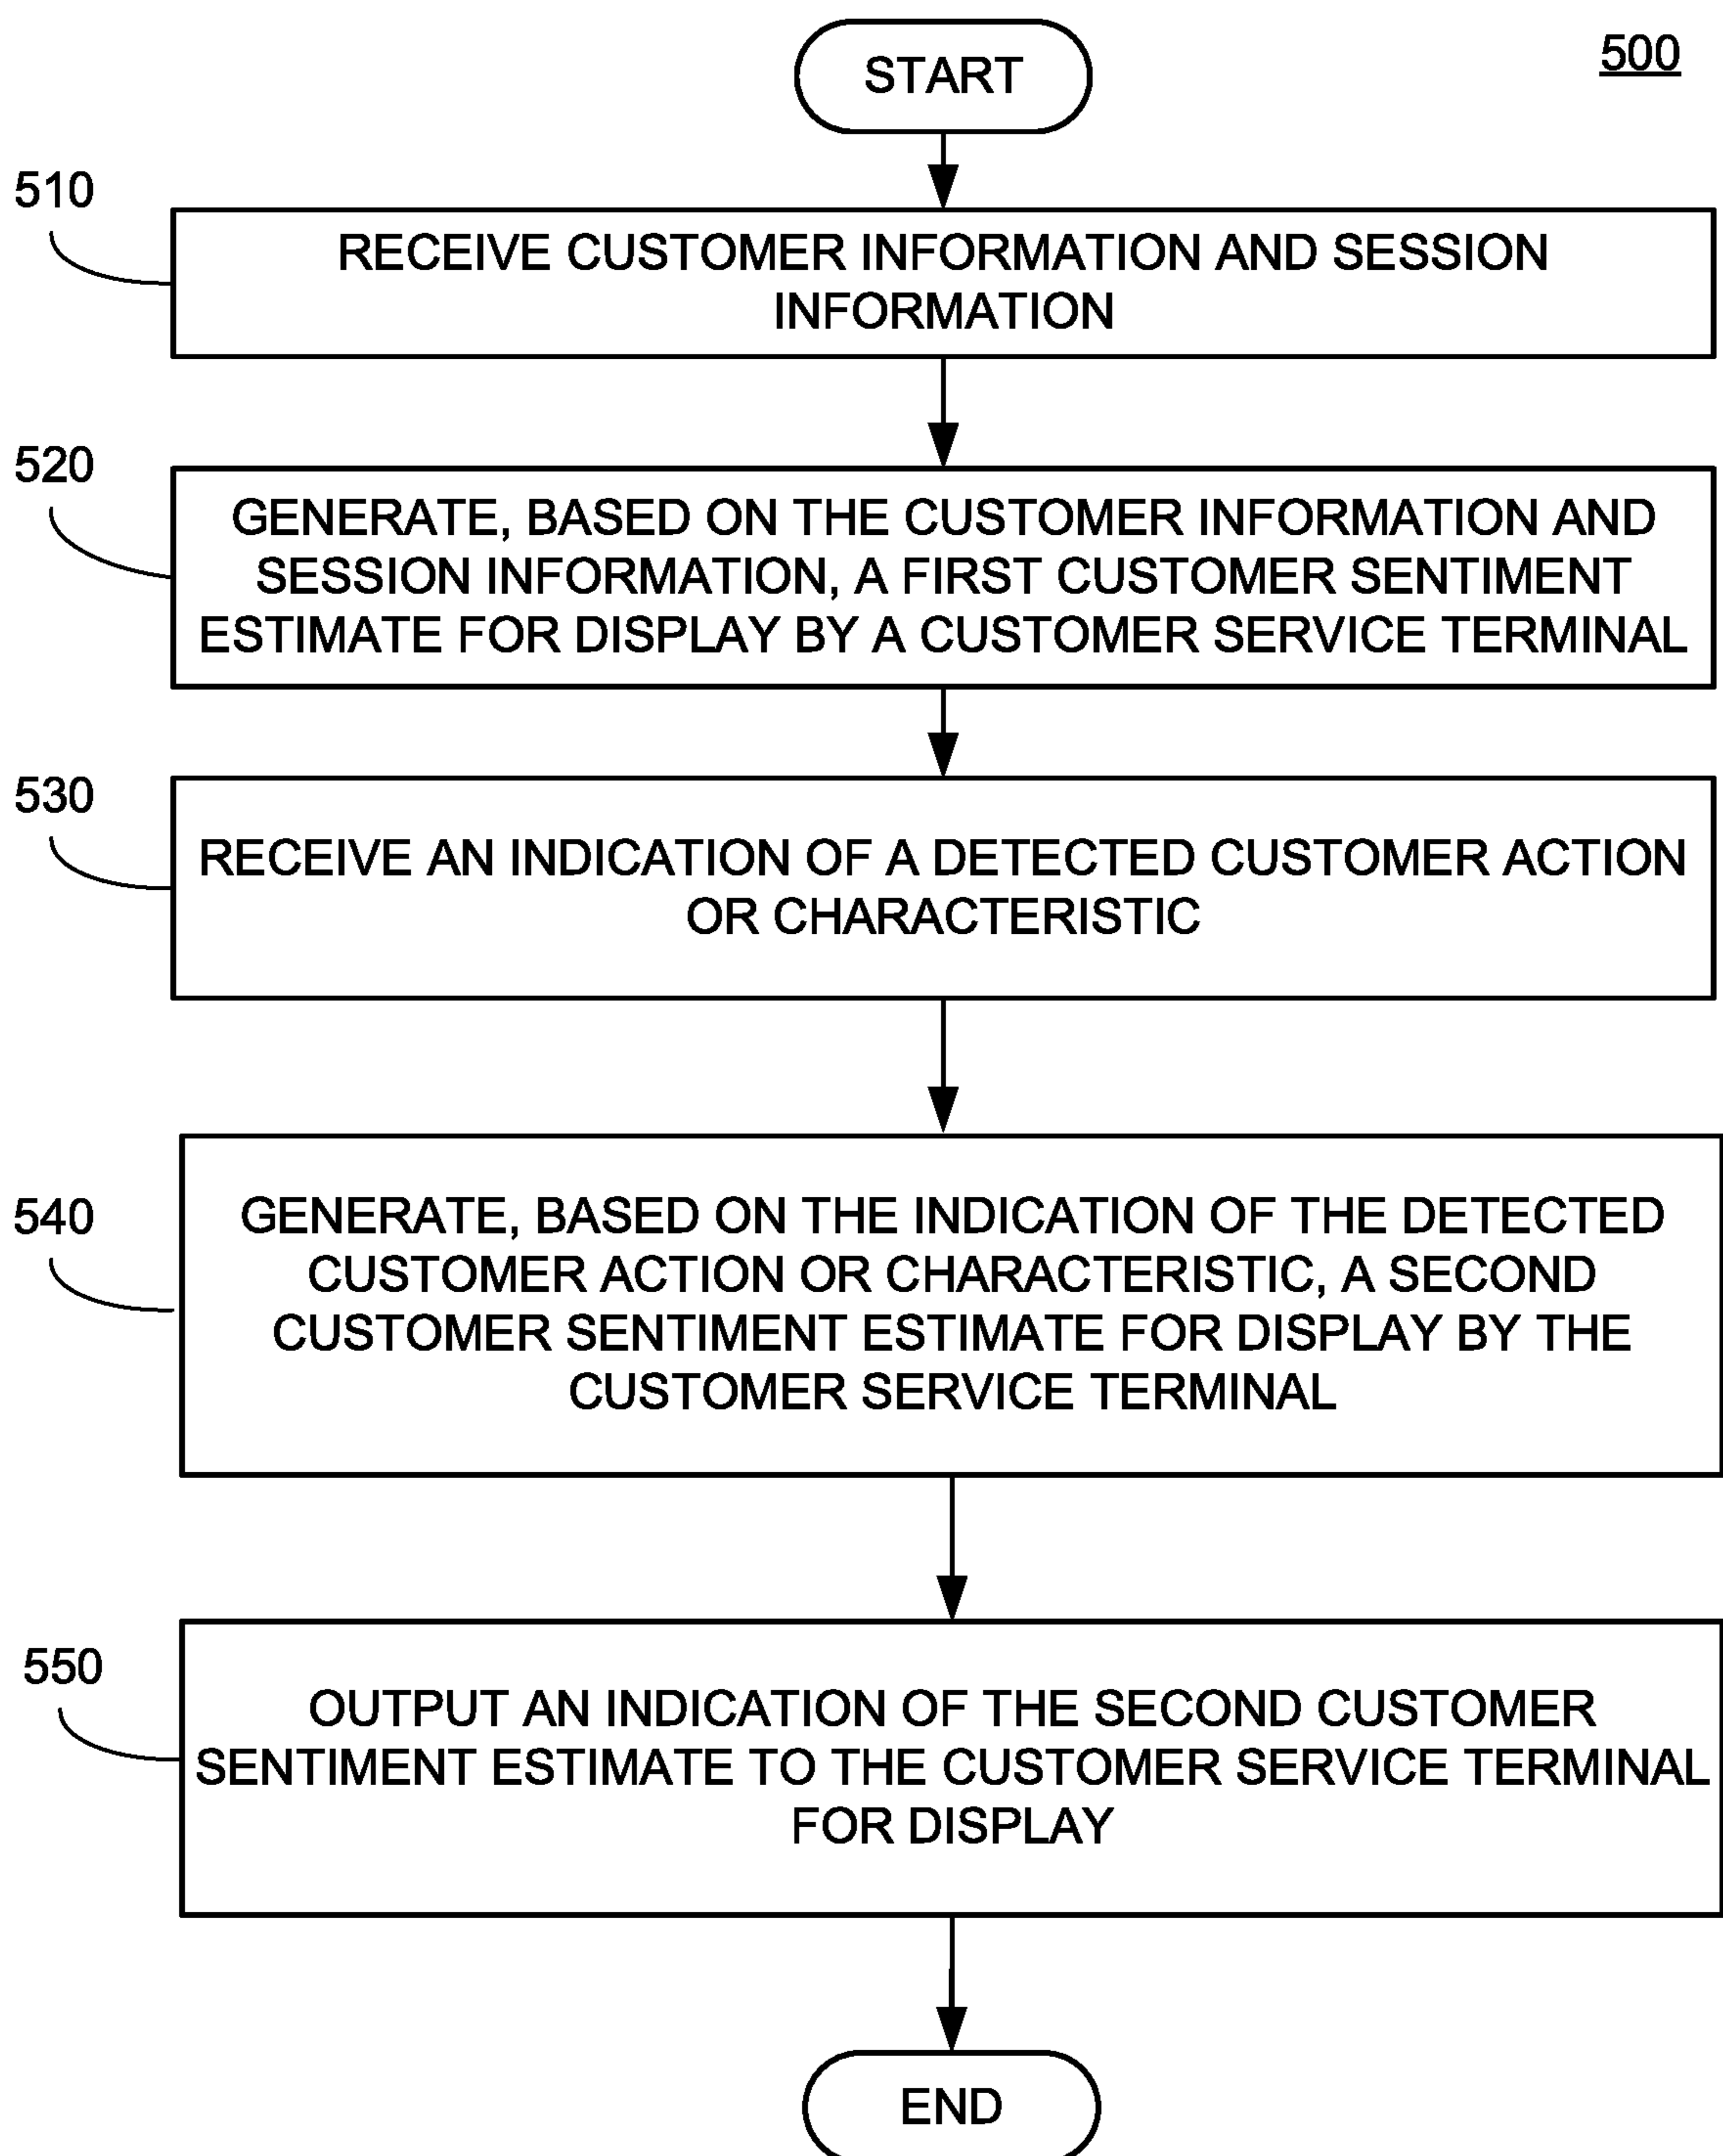 START
500
510
RECEIVE CUSTOMER INFORMATION AND SESSION
INFORMATION
520
GENERATE, BASED ON THE CUSTOMER INFORMATION AND
SESSION INFORMATION, A FIRST CUSTOMER SENTIMENT
ESTIMATE FOR DISPLAY BY A CUSTOMER SERVICE TERMINAL
530
RECEIVE AN INDICATION OF A DETECTED CUSTOMER ACTION
OR CHARACTERISTIC
540
GENERATE, BASED ON THE INDICATION OF THE DETECTED
CUSTOMER ACTION OR CHARACTERISTIC, A SECOND
CUSTOMER SENTIMENT ESTIMATE FOR DISPLAY BY THE
CUSTOMER SERVICE TERMINAL
550
OUTPUT AN INDICATION OF THE SECOND CUSTOMER
SENTIMENT ESTIMATE TO THE CUSTOMER SERVICE TERMINAL
FOR DISPLAY
END